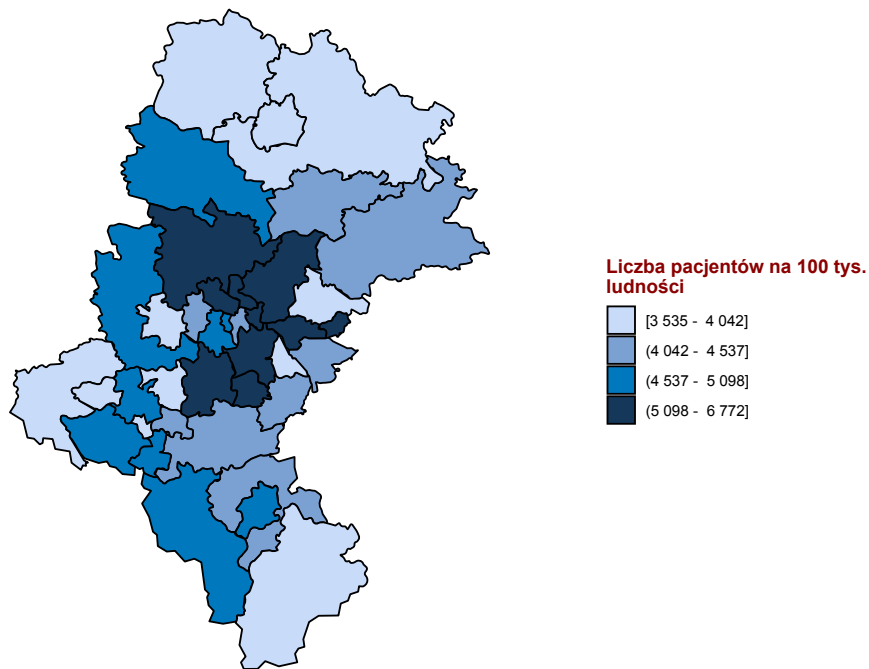 Liczba pacjentów na 100 tys.
ludności
[3 535 - 4 042]
(4 042 - 4 537]
(4 537 - 5 098]
(5 098 - 6 772]